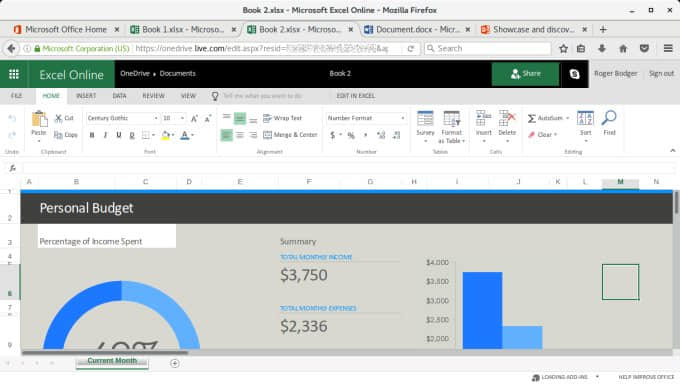 Book 2.xlsx - Microsoft Excel Online - Mozilla Firefox
Microsoft Office Home
Book 1.xlsx - Microso...
Book 2.xlsx - Microso...
Document.docx - Micr...
Showcase and discov...
Microsoft Corporation (US)
https://onedrive.live.com/edit.aspx?resid=
Search
Excel Online
OneDrive
Documents
Book 2
Share
Roger Bodger
Sign out
FILE
HOME
INSERT
DATA
REVIEW
VIEW
Tell me what you want to do
EDIT IN EXCEL
Paste
Cut
Copy
Century Gothic
10
B I U D
Wrap Text
Merge & Center
Number Format
$ %
Survey
Format as Table
Insert
Delete
AutoSum
Clear
Sort
Find
Undo
Clipboard
Font
Alignment
Number
Tables
Cells
Editing
fx
A B C D E F G H I J K L M N
1
2
Personal Budget
3
Percentage of Income Spent
Summary
4
TOTAL MONTHLY INCOME
$4,000
5
$3,750
$3,500
6
$3,000
7
TOTAL MONTHLY EXPENSES
$2,500
$2,336
$2,000
9
Current Month
LOADING ADD-INS
HELP IMPROVE OFFICE